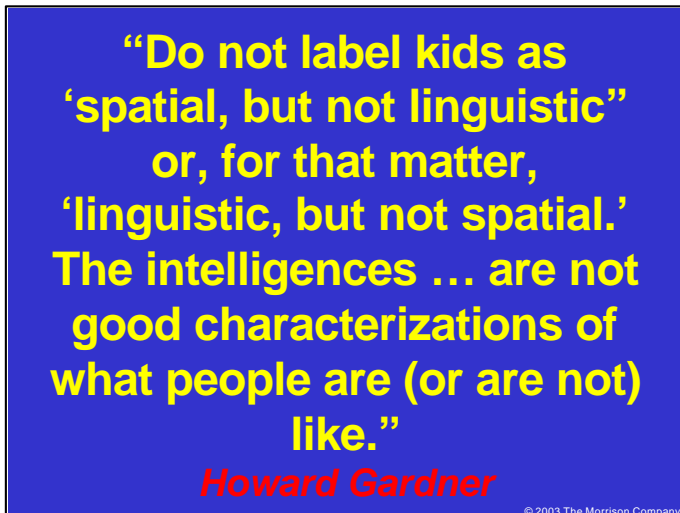 “Do not label kids as
‘spatial, but not linguistic”
or, for that matter,
‘linguistic, but not spatial.’
The intelligences … are not
good characterizations of
what people are (or are not)
like.”
Howard Gardner
© 2003 The Morrison Company